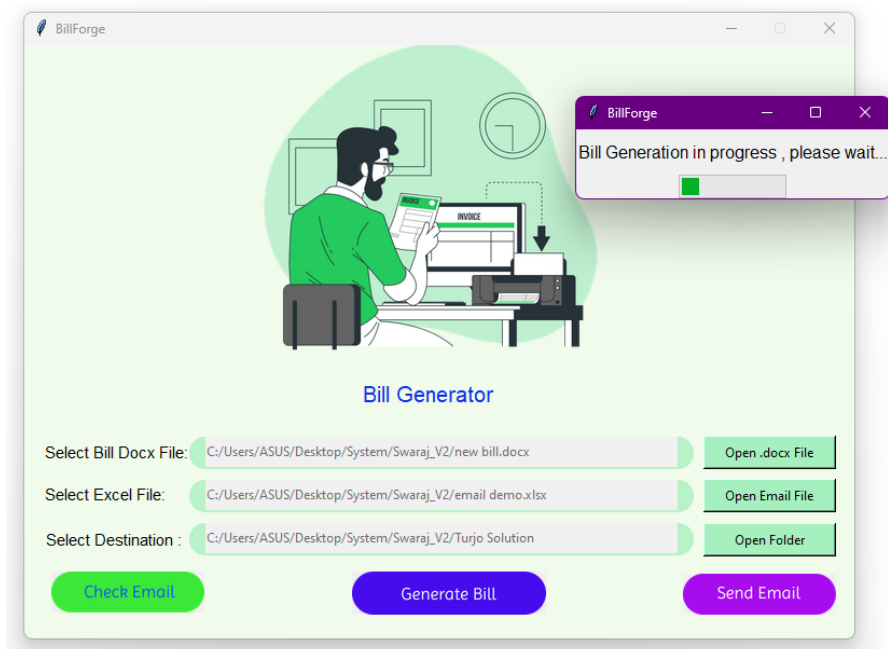 BillForge
BillForge
Bill Generation in progress , please wait...
INVOICE
INVOICE
Bill Generator
Select Bill Docx File: C:/Users/ASUS/Desktop/System/Swaraj_V2/new bill.docx Open .docx File
Select Excel File: C:/Users/ASUS/Desktop/System/Swaraj_V2/email demo.xlsx Open Email File
Select Destination : C:/Users/ASUS/Desktop/System/Swaraj_V2/Turjo Solution Open Folder
Check Email Generate Bill Send Email